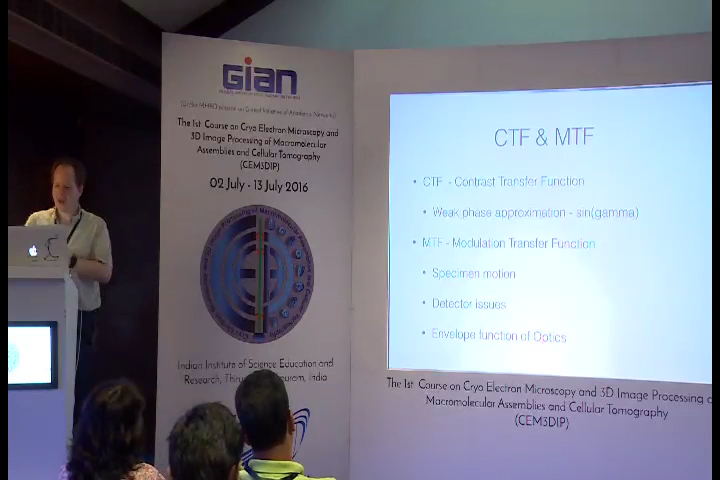 GIAN
The 1st Course on Cryo Electron Microscopy and
3D Image Processing of Macromolecular
Assemblies and Cellular Tomography
(CEM3DIP)
02 July - 13 July 2016
Indian Institute of Science Education and
Research, India
CTF & MTF
• CTF - Contrast Transfer Function
• Weak phase approximation - sin(gamma)
• MTF - Modulation Transfer Function
• Specimen motion
• Detector issues
• Envelope function of Optics
The 1st Course on Cryo Electron Microscopy and 3D Image Processing
Macromolecular Assemblies and Cellular Tomography
(CEM3DIP)